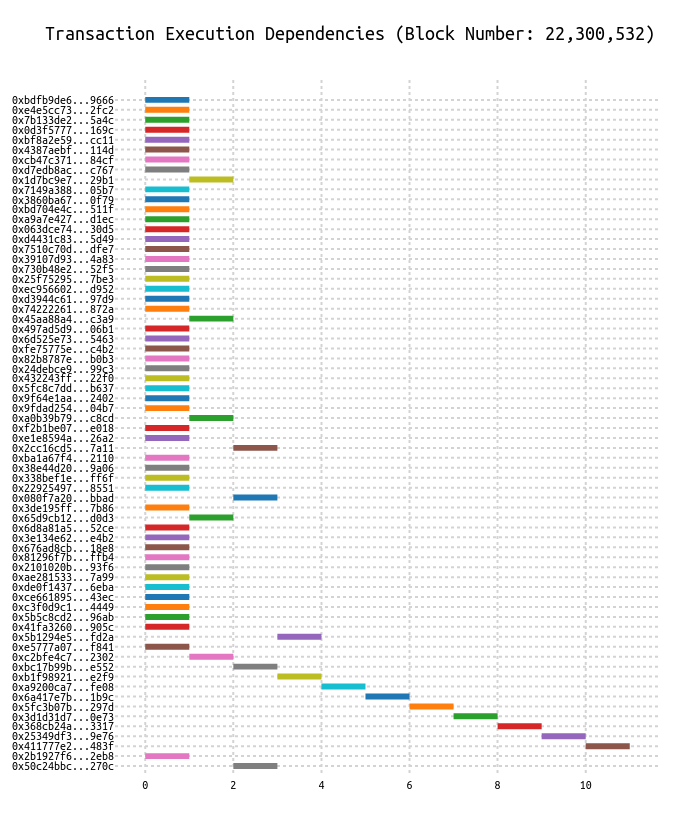 Transaction Execution Dependencies (Block Number: 22,300,532)
0xbdfb9de6...9666
0xe4e5cc73...2fc2
0x7b133de2...5a4c
0x0d3f5777...169c
0xbf8a2e59...cc11
0x4387aebf...114d
0xcb47c371...84cf
0xd7edb8ac...c767
0x1d7bc9e7...29b1
0x7149a388...05b7
0x3860ba67...0f79
0xbd704e4c...511f
0xa9a7e427...d1ec
0x063dce74...30d5
0xd4431c83...5d49
0x7510c70d...dfe7
0x39107d93...4a83
0x730b48e2...52f5
0x25f75295...7be3
0xec956602...d952
0xd3944c61...97d9
0x74222261...872a
0x45aa88a4...c3a9
0x497ad5d9...06b1
0x6d525e73...5463
0xfe75775e...c4b2
0x82b8787e...b0b3
0x24debce9...99c3
0x432243ff...22f0
0x5fc8c7dd...b637
0x9f64e1aa...2402
0x9fdad254...04b7
0xa0b39b79...c8cd
0xf2b1be07...e018
0xe1e8594a...26a2
0x2cc16cd5...7a11
0xba1a67f4...2110
0x38e44d20...9a06
0x338bef1e...ff6f
0x22925497...8551
0x080f7a20...bbad
0x3de195ff...7b86
0x65d9cb12...d0d3
0x6d8a81a5...52ce
0x3e134e62...e4b2
0x676ad8cb...18e8
0x81296f7b...ffb4
0x2101020b...93f6
0xae281533...7a99
0xde0f1437...6eba
0xce661895...43ec
0xc3f0d9c1...4449
0x5b5c8cd2...96ab
0x41fa3260...905c
0x5b1294e5...fd2a
0xe5777a07...f841
0xc2bfe4c7...2302
0xbc17b99b...e552
0xb1f98921...e2f9
0xa9200ca7...fe08
0x6a417e7b...1b9c
0x5fc3b07b...297d
0x3d1d31d7...0e73
0x368cb24a...3317
0x25349df3...9e76
0x411777e2...483f
0x2b1927f6...2eb8
0x50c24bbc...270c
0 2 4 6 8 10